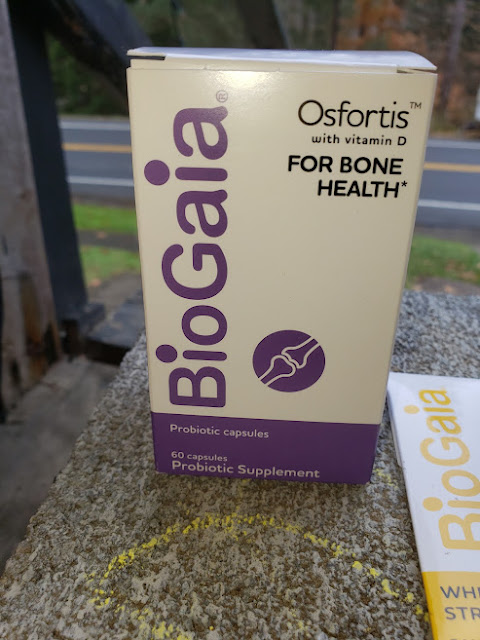 BioGaia®
Osfortis™
with vitamin D
FOR BONE
HEALTH*
Probiotic capsules
60 capsules
Probiotic Supplement
BioGaia